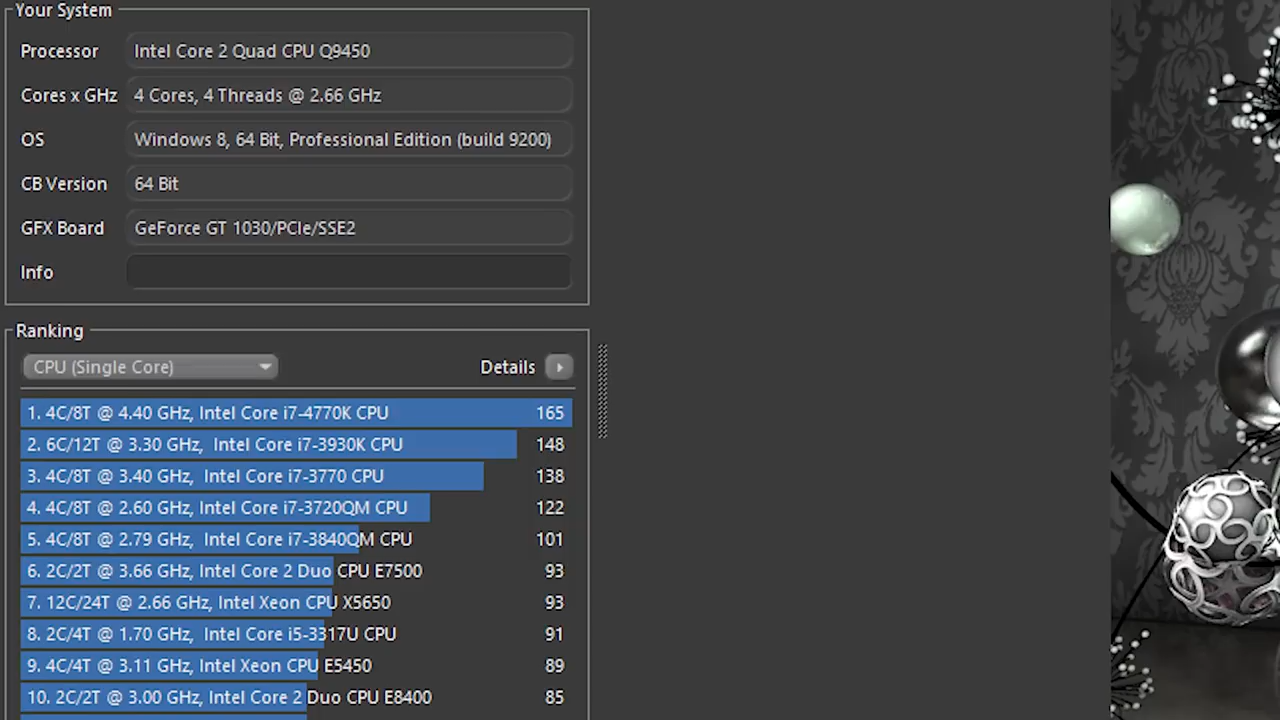 Your System
Processor Intel Core 2 Quad CPU Q9450
Cores x GHz 4 Cores, 4 Threads @ 2.66 GHz
OS Windows 8, 64 Bit, Professional Edition (build 9200)
CB Version 64 Bit
GFX Board GeForce GT 1030/PCIe/SSE2
Info
Ranking
CPU (Single Core) Details
1. 4C/8T @ 4.40 GHz, Intel Core i7-4770K CPU 165
2. 6C/12T @ 3.30 GHz, Intel Core i7-3930K CPU 148
3. 4C/8T @ 3.40 GHz, Intel Core i7-3770 CPU 138
4. 4C/8T @ 2.60 GHz, Intel Core i7-3720QM CPU 122
5. 4C/8T @ 2.79 GHz, Intel Core i7-3840QM CPU 101
6. 2C/2T @ 3.66 GHz, Intel Core 2 Duo CPU E7500 93
7. 12C/24T @ 2.66 GHz, Intel Xeon CPU X5650 93
8. 2C/4T @ 1.70 GHz, Intel Core i5-3317U CPU 91
9. 4C/4T @ 3.11 GHz, Intel Xeon CPU E5450 89
10. 2C/2T @ 3.00 GHz, Intel Core 2 Duo CPU E8400 85